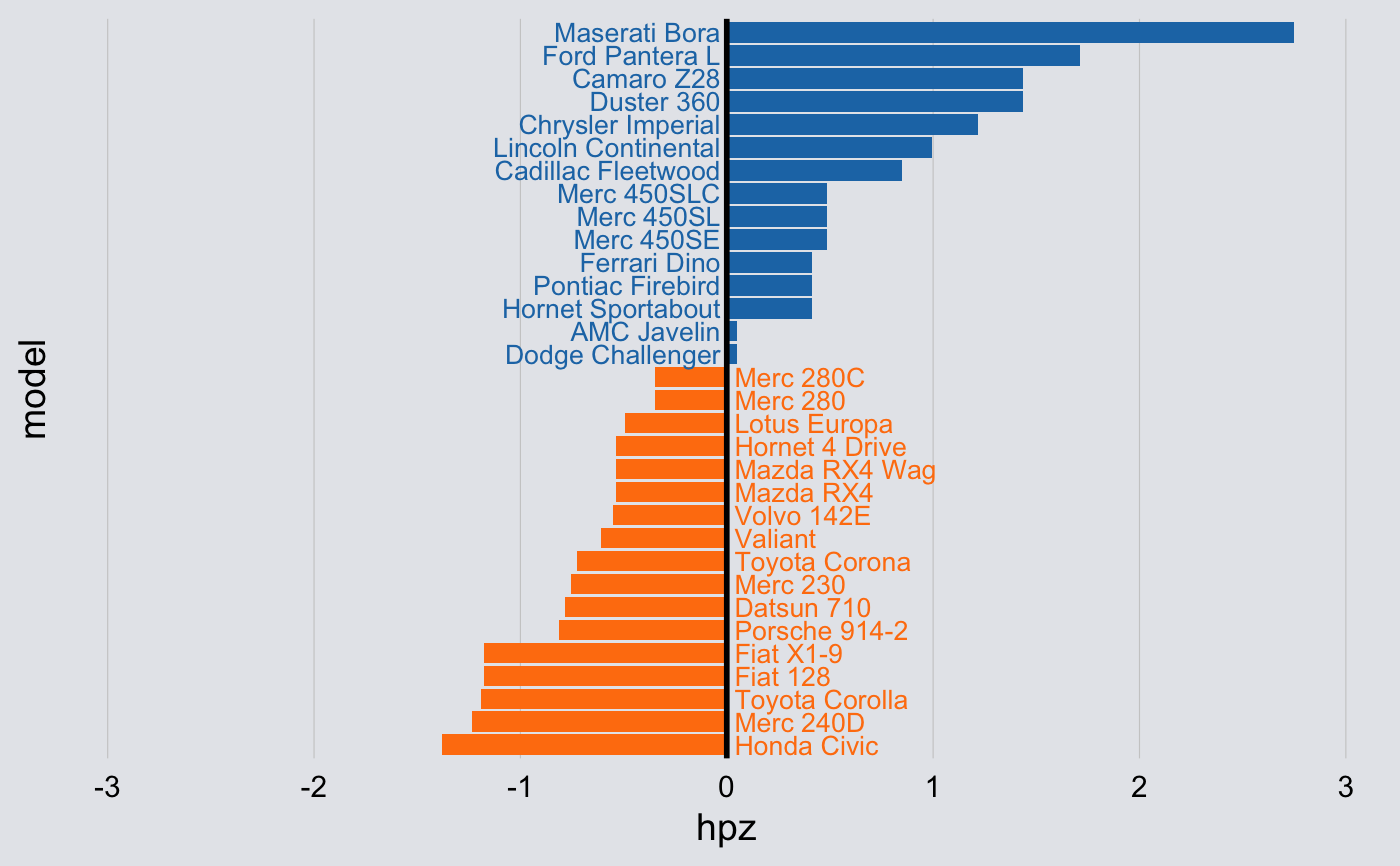 Maserati Bora
Ford Pantera L
Camaro Z28
Duster 360
Chrysler Imperial
Lincoln Continental
Cadillac Fleetwood
Merc 450SLC
Merc 450SL
Merc 450SE
Ferrari Dino
Pontiac Firebird
Hornet Sportabout
AMC Javelin
Dodge Challenger
Merc 280C
Merc 280
Lotus Europa
Hornet 4 Drive
Mazda RX4 Wag
Mazda RX4
Volvo 142E
Valiant
Toyota Corona
Merc 230
Datsun 710
Porsche 914-2
Fiat X1-9
Fiat 128
Toyota Corolla
Merc 240D
Honda Civic
model
-3 -2 -1 0 1 2 3
hpz